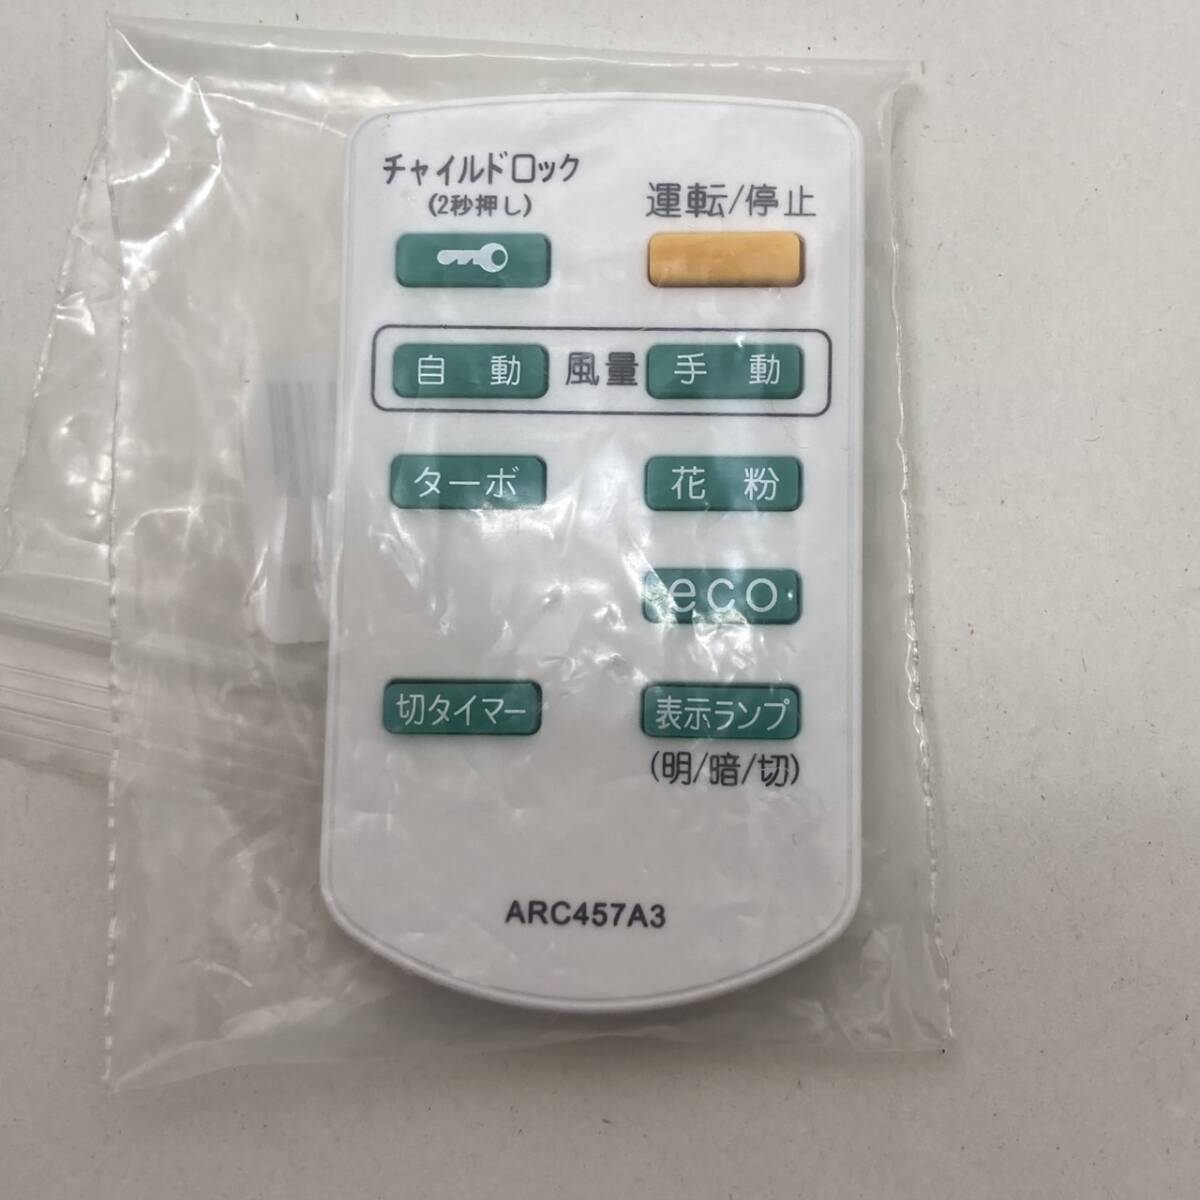 チャイルドロック
(2秒押し)
運転/停止
自動 風量 手動
ターボ 花粉
eco
切タイマー 表示ランプ
(明/暗/切)
ARC457A3